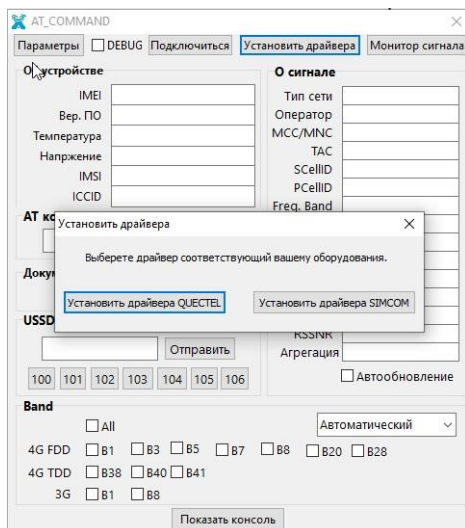 AT_COMMAND
Параметры DEBUG Подключиться Установить драйвера Монитор сигнала
О устройстве
IMEI
Вер. ПО
Температура
Напржение
IMSI
ICCID
О сигнале
Тип сети
Оператор
MCC/MNC
TAC
SCellID
PCellID
Freq. Band
AT ко
Установить драйвера
Выберете драйвер соответствующий вашему оборудования.
Установить драйвера QUECTEL Установить драйвера SIMCOM
Докум
USSD
Отправить
100 101 102 103 104 105 106
RSSNR
Агрегация
Автообновление
Band
All Автоматический
4G FDD B1 B3 B5 B7 B8 B20 B28
4G TDD B38 B40 B41
3G B1 B8
Показать консоль